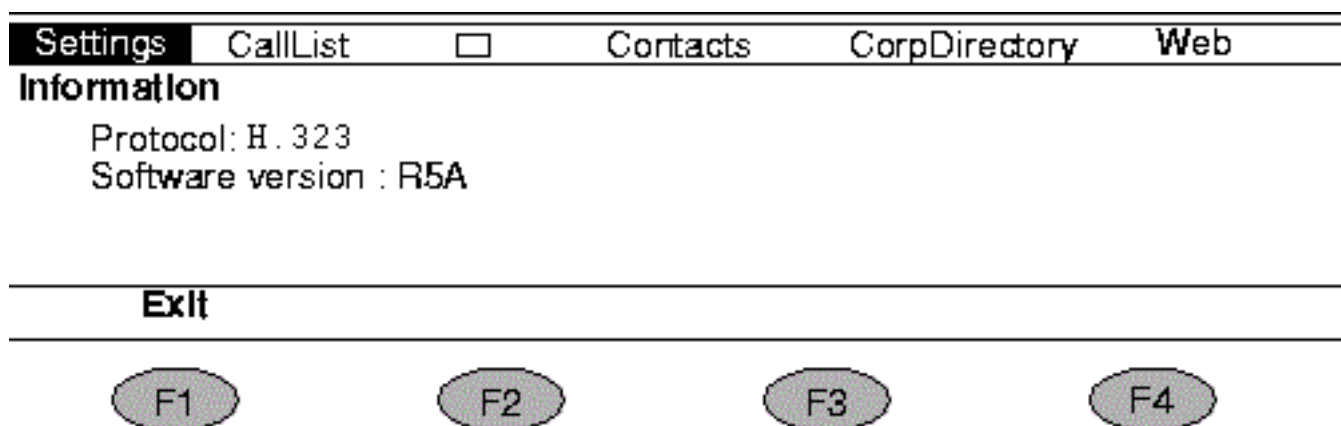 Settings CallList Contacts CorpDirectory Web
Information
Protocol: H.323
Software version : R5A
Exit
F1 F2 F3 F4